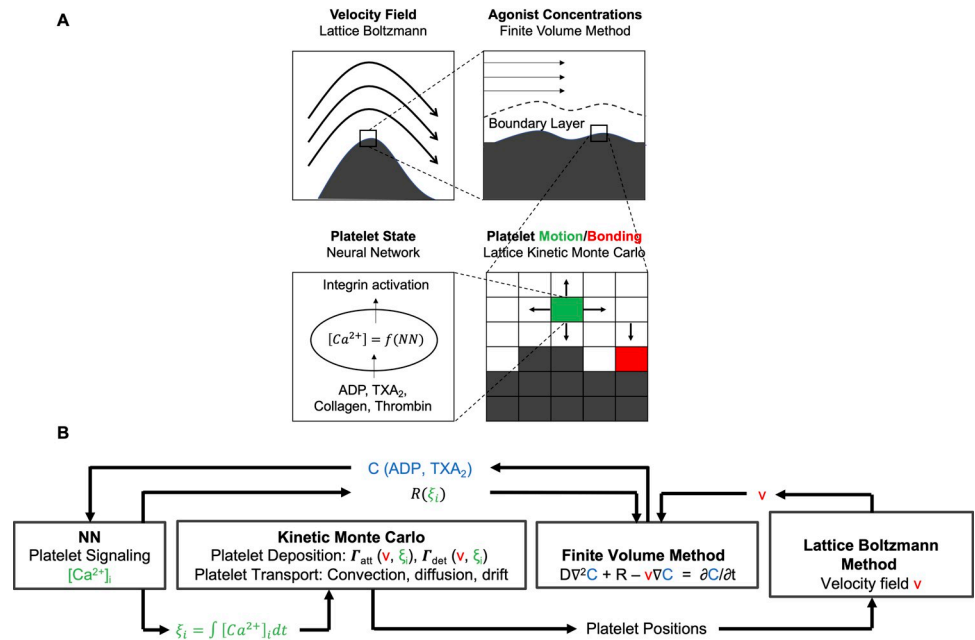 A
Velocity Field
Lattice Boltzmann
Agonist Concentrations
Finite Volume Method
Boundary Layer
Platelet State
Neural Network
Integrin activation
[Ca²⁺] = f(NN)
ADP, TXA₂,
Collagen, Thrombin
Platelet Motion/Bonding
Lattice Kinetic Monte Carlo
B
C (ADP, TXA₂)
R(ξᵢ)
v
NN
Platelet Signaling
[Ca²⁺]ᵢ
Kinetic Monte Carlo
Platelet Deposition: Γatt (v, ξᵢ), Γdet (v, ξᵢ)
Platelet Transport: Convection, diffusion, drift
Finite Volume Method
D∇²C + R – v∇C = ∂C/∂t
Lattice Boltzmann
Method
Velocity field v
ξᵢ = ∫ [Ca²⁺]ᵢdt
Platelet Positions